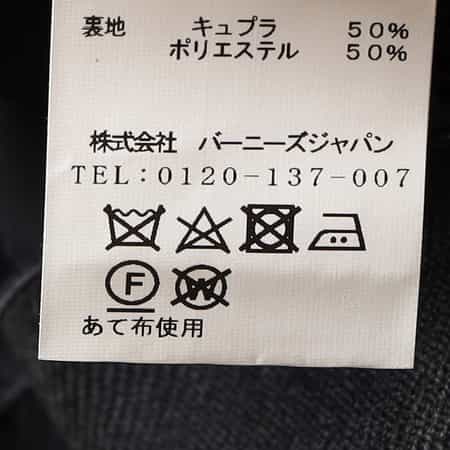 裏地　キュプラ　５０％
ポリエステル　５０％
株式会社　バーニーズジャパン
TEL：0120－137－007
F W
あて布使用